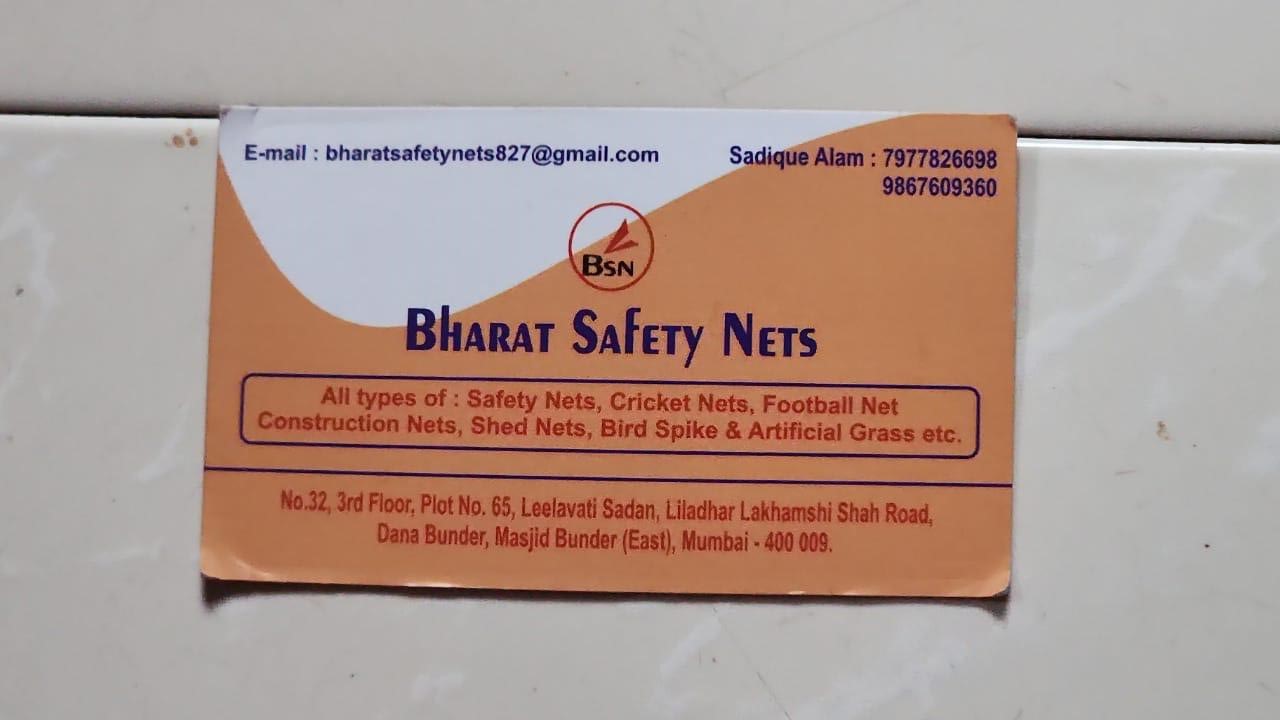 E-mail : bharatsafetynets827@gmail.com
Sadique Alam : 7977826698
9867609360
BSN
Bharat Safety Nets
All types of : Safety Nets, Cricket Nets, Football Net
Construction Nets, Shed Nets, Bird Spike & Artificial Grass etc.
No.32, 3rd Floor, Plot No. 65, Leelavati Sadan, Liladhar Lakhamshi Shah Road,
Dana Bunder, Masjid Bunder (East), Mumbai - 400 009.